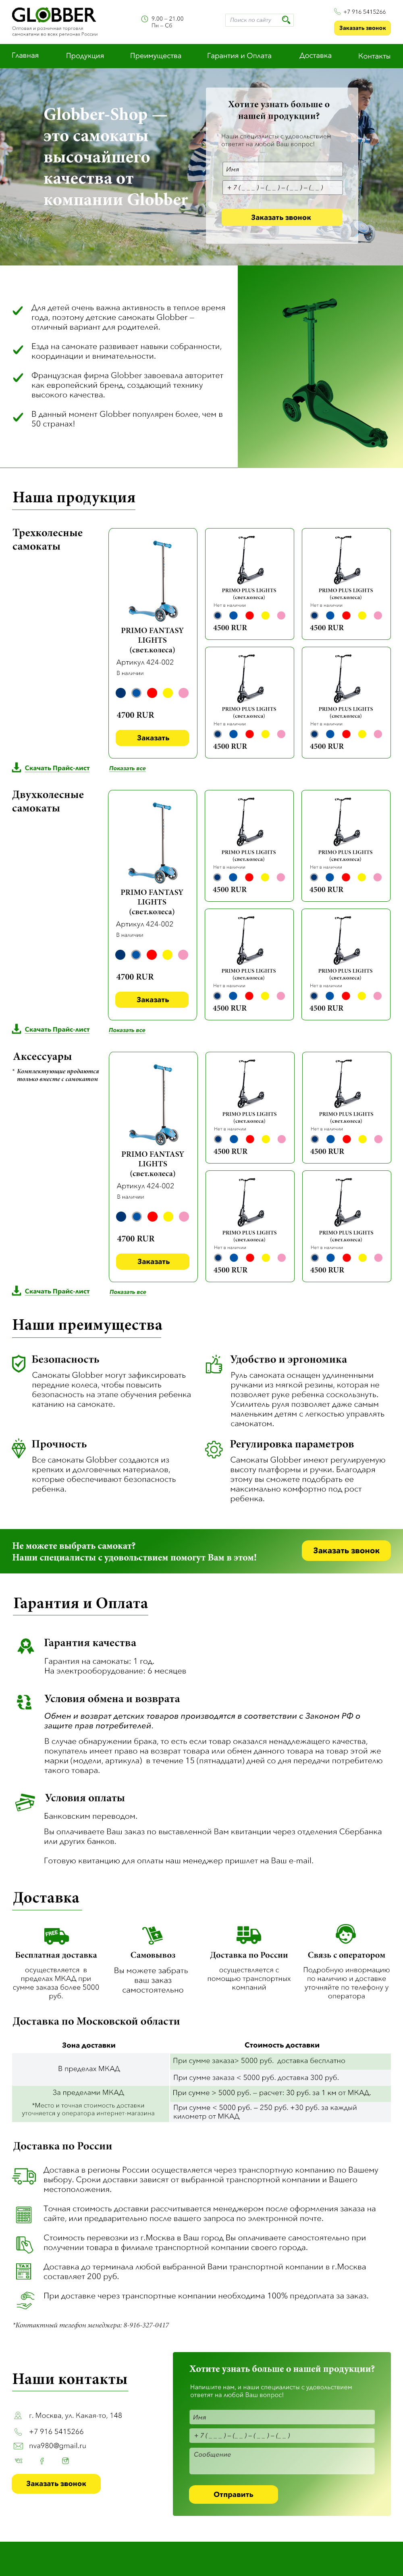 GLOBBER
Оптовая и розничная торговля
самокатами во всех регионах России
9.00 – 21.00
Пн – Сб
Поиск по сайту
+7 916 5415266
Заказать звонок
Главная
Продукция
Преимущества
Гарантия и Оплата
Доставка
Контакты
Globber-Shop —
это самокаты
высочайшего
качества от
компании Globber
Хотите узнать больше о
нашей продукции?
Наши специалисты с удовольствием
ответят на любой Ваш вопрос!
Имя
+ 7 ( _ _ _ ) – (_ _ ) – ( _ _ ) – (_ _ )
Заказать звонок
Для детей очень важна активность в теплое время
года, поэтому детские самокаты Globber –
отличный вариант для родителей.
Езда на самокате развивает навыки собранности,
координации и внимательности.
Французская фирма Globber завоевала авторитет
как европейский бренд, создающий технику
высокого качества.
В данный момент Globber популярен более, чем в
50 странах!
Наша продукция
Трехколесные
самокаты
PRIMO FANTASY
LIGHTS
(свет.колеса)
Артикул 424-002
В наличии
4700 RUR
Заказать
PRIMO PLUS LIGHTS
(свет.колеса)
Нет в наличии
4500 RUR
PRIMO PLUS LIGHTS
(свет.колеса)
Нет в наличии
4500 RUR
PRIMO PLUS LIGHTS
(свет.колеса)
Нет в наличии
4500 RUR
PRIMO PLUS LIGHTS
(свет.колеса)
Нет в наличии
4500 RUR
Скачать Прайс-лист
Показать все
Двухколесные
самокаты
PRIMO FANTASY
LIGHTS
(свет.колеса)
Артикул 424-002
В наличии
4700 RUR
Заказать
PRIMO PLUS LIGHTS
(свет.колеса)
Нет в наличии
4500 RUR
PRIMO PLUS LIGHTS
(свет.колеса)
Нет в наличии
4500 RUR
PRIMO PLUS LIGHTS
(свет.колеса)
Нет в наличии
4500 RUR
PRIMO PLUS LIGHTS
(свет.колеса)
Нет в наличии
4500 RUR
Скачать Прайс-лист
Показать все
Аксессуары
* Комплектующие продаются
только вместе с самокатом
PRIMO FANTASY
LIGHTS
(свет.колеса)
Артикул 424-002
В наличии
4700 RUR
Заказать
PRIMO PLUS LIGHTS
(свет.колеса)
Нет в наличии
4500 RUR
PRIMO PLUS LIGHTS
(свет.колеса)
Нет в наличии
4500 RUR
PRIMO PLUS LIGHTS
(свет.колеса)
Нет в наличии
4500 RUR
PRIMO PLUS LIGHTS
(свет.колеса)
Нет в наличии
4500 RUR
Скачать Прайс-лист
Показать все
Наши преимущества
Безопасность
Самокаты Globber могут зафиксировать
передние колеса, чтобы повысить
безопасность на этапе обучения ребенка
катанию на самокате.
Удобство и эргономика
Руль самоката оснащен удлиненными
ручками из мягкой резины, которая не
позволяет руке ребенка соскользнуть.
Усилитель руля позволяет даже самым
маленьким детям с легкостью управлять
самокатом.
Прочность
Все самокаты Globber создаются из
крепких и долговечных материалов,
которые обеспечивают безопасность
ребенка.
Регулировка параметров
Самокаты Globber имеют регулируемую
высоту платформы и ручки. Благодаря
этому вы сможете подобрать ее
максимально комфортно под рост
ребенка.
Не можете выбрать самокат?
Наши специалисты с удовольствием помогут Вам в этом!
Заказать звонок
Гарантия и Оплата
Гарантия качества
Гарантия на самокаты: 1 год.
На электрооборудование: 6 месяцев
Условия обмена и возврата
Обмен и возврат детских товаров производятся в соответствии с Законом РФ о
защите прав потребителей.
В случае обнаружении брака, то есть если товар оказался ненадлежащего качества,
покупатель имеет право на возврат товара или обмен данного товара на товар этой же
марки (модели, артикула) в течение 15 (пятнадцати) дней со дня передачи потребителю
такого товара.
Условия оплаты
Банковским переводом.
Вы оплачиваете Ваш заказ по выставленной Вам квитанции через отделения Сбербанка
или других банков.
Готовую квитанцию для оплаты наш менеджер пришлет на Ваш e-mail.
Доставка
FREE
Бесплатная доставка
осуществляется в
пределах МКАД при
сумме заказа более 5000
руб.
Самовывоз
Вы можете забрать
ваш заказ
самостоятельно
Доставка по России
осуществляется с
помощью транспортных
компаний
Связь с оператором
Подробную информацию
по наличию и доставке
уточняйте по телефону у
оператора
Доставка по Московской области
Зона доставки
Стоимость доставки
В пределах МКАД
При сумме заказа> 5000 руб. доставка бесплатно
При сумме заказа < 5000 руб. доставка 300 руб.
За пределами МКАД
*Место и точная стоимость доставки
уточняется у оператора интернет-магазина
При сумме > 5000 руб. – расчет: 30 руб. за 1 км от МКАД.
При сумме < 5000 руб. – 250 руб. +30 руб. за каждый
километр от МКАД
Доставка по России
Доставка в регионы России осуществляется через транспортную компанию по Вашему
выбору. Сроки доставки зависят от выбранной транспортной компании и Вашего
местоположения.
Точная стоимость доставки рассчитывается менеджером после оформления заказа на
сайте, или предварительно после вашего запроса по электронной почте.
Стоимость перевозки из г.Москва в Ваш город Вы оплачиваете самостоятельно при
получении товара в филиале транспортной компании своего города.
TAX
Доставка до терминала любой выбранной Вами транспортной компании в г.Москва
составляет 200 руб.
При доставке через транспортные компании необходима 100% предоплата за заказ.
*Контактный телефон менеджера: 8-916-327-0417
Наши контакты
г. Москва, ул. Какая-то, 148
+7 916 5415266
nva980@gmail.ru
Заказать звонок
Хотите узнать больше о нашей продукции?
Напишите нам, и наши специалисты с удовольствием
ответят на любой Ваш вопрос!
Имя
+ 7 ( _ _ _ ) – (_ _ ) – ( _ _ ) – (_ _ )
Сообщение
Отправить